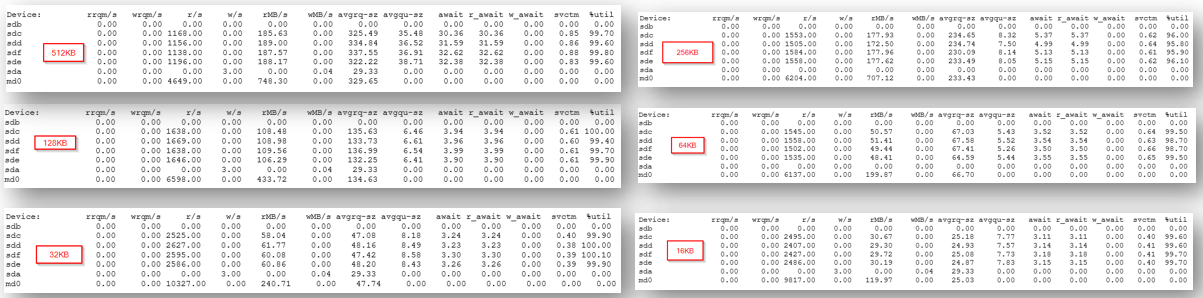 Device: rrqm/s wrqm/s r/s w/s rMB/s wMB/s avgrq-sz avgqu-sz await r_await w_await svctm %util
sdb 0.00 0.00 0.00 0.00 0.00 0.00 0.00 0.00 0.00 0.00 0.00 0.00 0.00
sdc 0.00 0.00 1168.00 0.00 185.63 0.00 325.49 35.48 30.36 30.36 0.00 0.85 99.70
sdd 0.00 0.00 1156.00 0.00 189.00 0.00 334.84 36.52 31.59 31.59 0.00 0.86 99.60
sdf 0.00 0.00 1138.00 0.00 187.57 0.00 337.55 36.91 32.62 32.62 0.00 0.88 99.80
sde 0.00 0.00 1196.00 0.00 188.17 0.00 322.22 38.71 32.38 32.38 0.00 0.83 99.60
sda 0.00 0.00 0.00 3.00 0.00 0.04 29.33 0.00 0.00 0.00 0.00 0.00 0.00
md0 0.00 0.00 4649.00 0.00 748.30 0.00 329.65 0.00 0.00 0.00 0.00 0.00 0.00
512KB
Device: rrqm/s wrqm/s r/s w/s rMB/s wMB/s avgrq-sz avgqu-sz await r_await w_await svctm %util
sdb 0.00 0.00 0.00 0.00 0.00 0.00 0.00 0.00 0.00 0.00 0.00 0.00 0.00
sdc 0.00 0.00 1553.00 0.00 177.93 0.00 234.65 8.32 5.37 5.37 0.00 0.62 96.00
sdd 0.00 0.00 1505.00 0.00 172.50 0.00 234.74 7.50 4.99 4.99 0.00 0.64 95.80
sdf 0.00 0.00 1584.00 0.00 177.96 0.00 230.09 8.14 5.13 5.13 0.00 0.61 95.90
sde 0.00 0.00 1558.00 0.00 177.62 0.00 233.49 8.05 5.15 5.15 0.00 0.62 96.10
sda 0.00 0.00 0.00 0.00 0.00 0.00 0.00 0.00 0.00 0.00 0.00 0.00 0.00
md0 0.00 0.00 6204.00 0.00 707.12 0.00 233.43 0.00 0.00 0.00 0.00 0.00 0.00
256KB
Device: rrqm/s wrqm/s r/s w/s rMB/s wMB/s avgrq-sz avgqu-sz await r_await w_await svctm %util
sdb 0.00 0.00 0.00 0.00 0.00 0.00 0.00 0.00 0.00 0.00 0.00 0.00 0.00
sdc 0.00 0.00 1638.00 0.00 108.48 0.00 135.63 6.46 3.94 3.94 0.00 0.61 100.00
sdd 0.00 0.00 1669.00 0.00 108.98 0.00 133.73 6.61 3.96 3.96 0.00 0.60 99.40
sdf 0.00 0.00 1638.00 0.00 109.56 0.00 136.99 6.54 3.99 3.99 0.00 0.61 99.70
sde 0.00 0.00 1646.00 0.00 106.29 0.00 132.25 6.41 3.90 3.90 0.00 0.61 99.90
sda 0.00 0.00 0.00 3.00 0.00 0.04 29.33 0.00 0.00 0.00 0.00 0.00 0.00
md0 0.00 0.00 6598.00 0.00 433.72 0.00 134.63 0.00 0.00 0.00 0.00 0.00 0.00
128KB
Device: rrqm/s wrqm/s r/s w/s rMB/s wMB/s avgrq-sz avgqu-sz await r_await w_await svctm %util
sdb 0.00 0.00 0.00 0.00 0.00 0.00 0.00 0.00 0.00 0.00 0.00 0.00 0.00
sdc 0.00 0.00 1545.00 0.00 50.57 0.00 67.03 5.43 3.52 3.52 0.00 0.64 99.50
sdd 0.00 0.00 1558.00 0.00 51.41 0.00 67.58 5.52 3.54 3.54 0.00 0.63 98.70
sdf 0.00 0.00 1502.00 0.00 49.44 0.00 67.41 5.26 3.50 3.50 0.00 0.66 98.70
sde 0.00 0.00 1535.00 0.00 48.41 0.00 64.59 5.44 3.55 3.55 0.00 0.65 99.50
sda 0.00 0.00 0.00 0.00 0.00 0.00 0.00 0.00 0.00 0.00 0.00 0.00 0.00
md0 0.00 0.00 6137.00 0.00 199.87 0.00 66.70 0.00 0.00 0.00 0.00 0.00 0.00
64KB
Device: rrqm/s wrqm/s r/s w/s rMB/s wMB/s avgrq-sz avgqu-sz await r_await w_await svctm %util
sdb 0.00 0.00 0.00 0.00 0.00 0.00 0.00 0.00 0.00 0.00 0.00 0.00 0.00
sdc 0.00 0.00 2525.00 0.00 58.04 0.00 47.08 8.18 3.24 3.24 0.00 0.40 99.90
sdd 0.00 0.00 2627.00 0.00 61.77 0.00 48.16 8.49 3.23 3.23 0.00 0.38 100.00
sdf 0.00 0.00 2595.00 0.00 60.08 0.00 47.42 8.58 3.30 3.30 0.00 0.39 100.10
sde 0.00 0.00 2586.00 0.00 60.86 0.00 48.20 8.43 3.26 3.26 0.00 0.39 99.90
sda 0.00 0.00 0.00 3.00 0.00 0.04 29.33 0.00 0.00 0.00 0.00 0.00 0.00
md0 0.00 0.00 10327.00 0.00 240.71 0.00 47.74 0.00 0.00 0.00 0.00 0.00 0.00
32KB
Device: rrqm/s wrqm/s r/s w/s rMB/s wMB/s avgrq-sz avgqu-sz await r_await w_await svctm %util
sdb 0.00 0.00 0.00 0.00 0.00 0.00 0.00 0.00 0.00 0.00 0.00 0.00 0.00
sdc 0.00 0.00 2495.00 0.00 30.67 0.00 25.18 7.77 3.11 3.11 0.00 0.40 99.60
sdd 0.00 0.00 2407.00 0.00 29.30 0.00 24.93 7.57 3.14 3.14 0.00 0.41 99.60
sdf 0.00 0.00 2427.00 0.00 29.72 0.00 25.08 7.73 3.18 3.18 0.00 0.41 99.70
sde 0.00 0.00 2486.00 0.00 30.19 0.00 24.87 7.83 3.15 3.15 0.00 0.40 99.70
sda 0.00 0.00 0.00 3.00 0.00 0.04 29.33 0.00 0.00 0.00 0.00 0.00 0.00
md0 0.00 0.00 9817.00 0.00 119.97 0.00 25.03 0.00 0.00 0.00 0.00 0.00 0.00
16KB